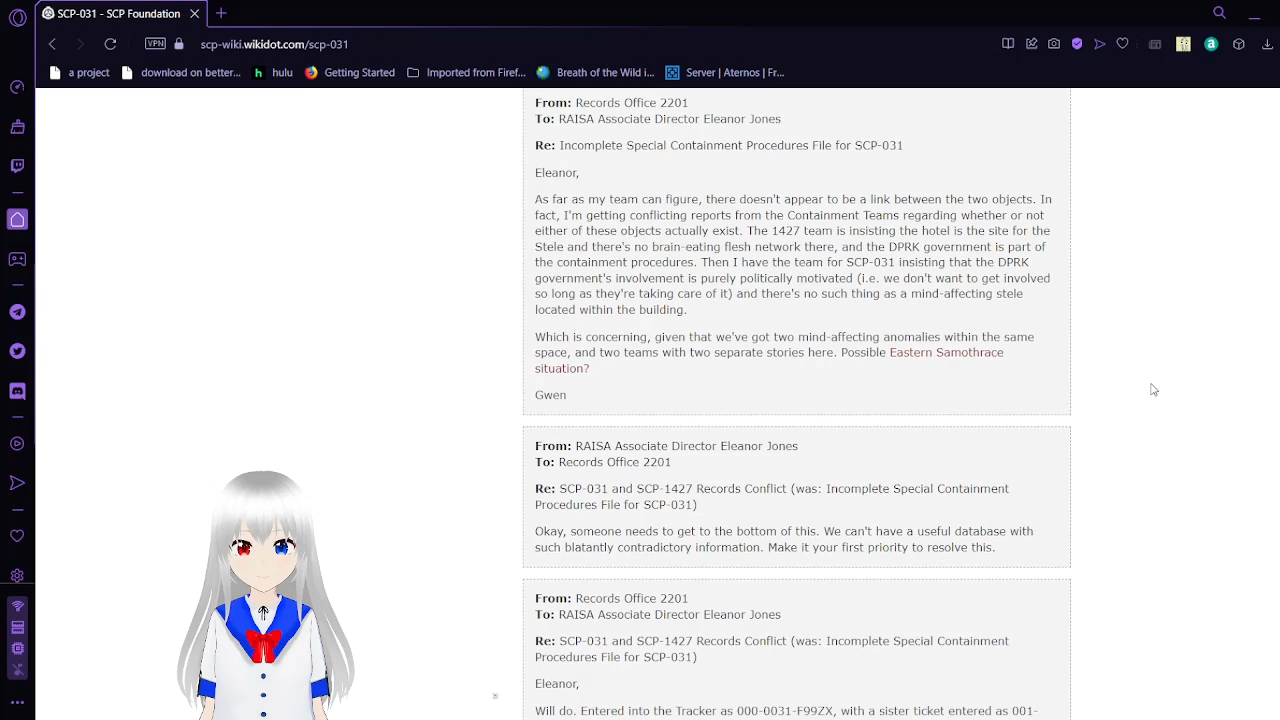 SCP-031 - SCP Foundation
VPN scp-wiki.wikidot.com/scp-031
a project download on better... hulu Getting Started Imported from Firef... Breath of the Wild i... Server | Aternos | Fr...
From: Records Office 2201
To: RAISA Associate Director Eleanor Jones
Re: Incomplete Special Containment Procedures File for SCP-031
Eleanor,
As far as my team can figure, there doesn't appear to be a link between the two objects. In
fact, I'm getting conflicting reports from the Containment Teams regarding whether or not
either of these objects actually exist. The 1427 team is insisting the hotel is the site for the
Stele and there's no brain-eating flesh network there, and the DPRK government is part of
the containment procedures. Then I have the team for SCP-031 insisting that the DPRK
government's involvement is purely politically motivated (i.e. we don't want to get involved
so long as they're taking care of it) and there's no such thing as a mind-affecting stele
located within the building.
Which is concerning, given that we've got two mind-affecting anomalies within the same
space, and two teams with two separate stories here. Possible Eastern Samothrace
situation?
Gwen
From: RAISA Associate Director Eleanor Jones
To: Records Office 2201
Re: SCP-031 and SCP-1427 Records Conflict (was: Incomplete Special Containment
Procedures File for SCP-031)
Okay, someone needs to get to the bottom of this. We can't have a useful database with
such blatantly contradictory information. Make it your first priority to resolve this.
From: Records Office 2201
To: RAISA Associate Director Eleanor Jones
Re: SCP-031 and SCP-1427 Records Conflict (was: Incomplete Special Containment
Procedures File for SCP-031)
Eleanor,
Will do. Entered into the Tracker as 000-0031-F99ZX, with a sister ticket entered as 001-